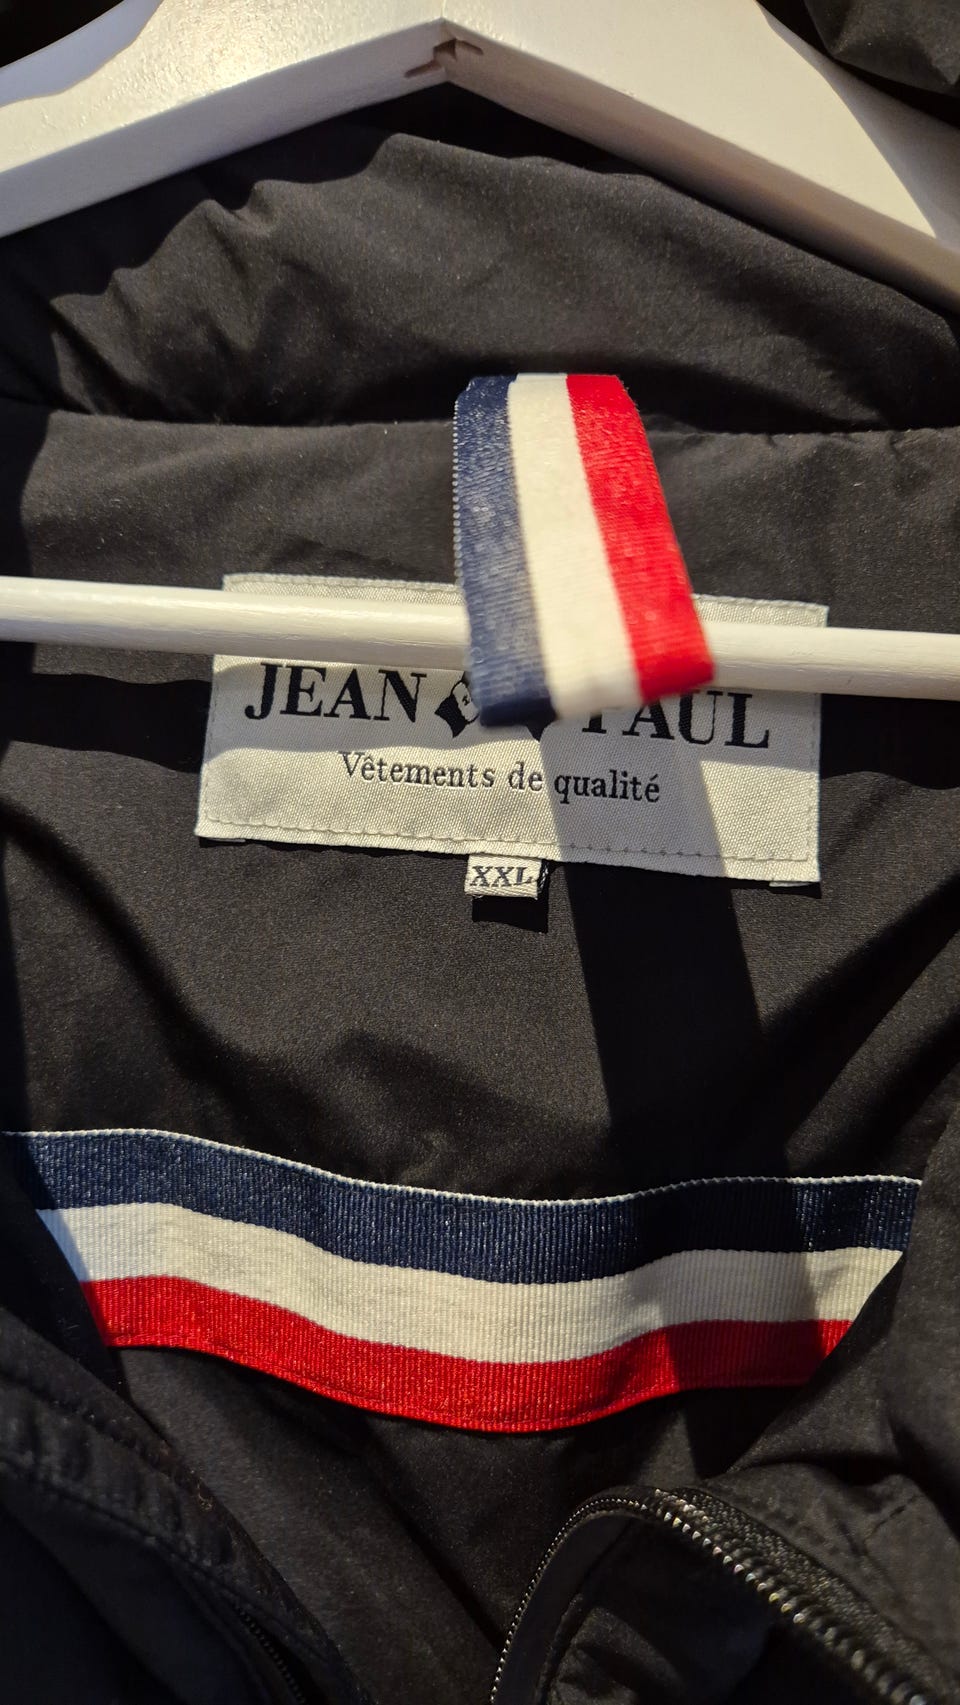 JEAN PAUL
Vêtements de qualité
XXL